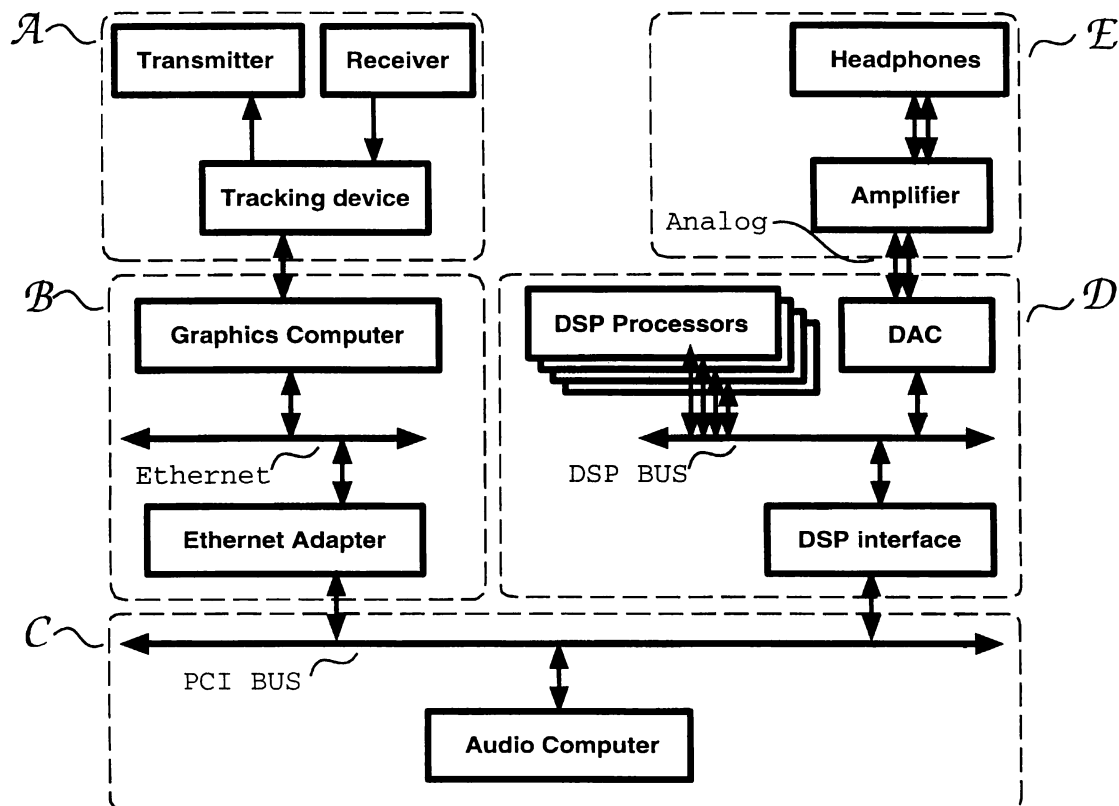 A
Transmitter
Receiver
Tracking device
E
Headphones
Amplifier
Analog
B
Graphics Computer
Ethernet
Ethernet Adapter
D
DSP Processors
DAC
DSP BUS
DSP interface
C
PCI BUS
Audio Computer